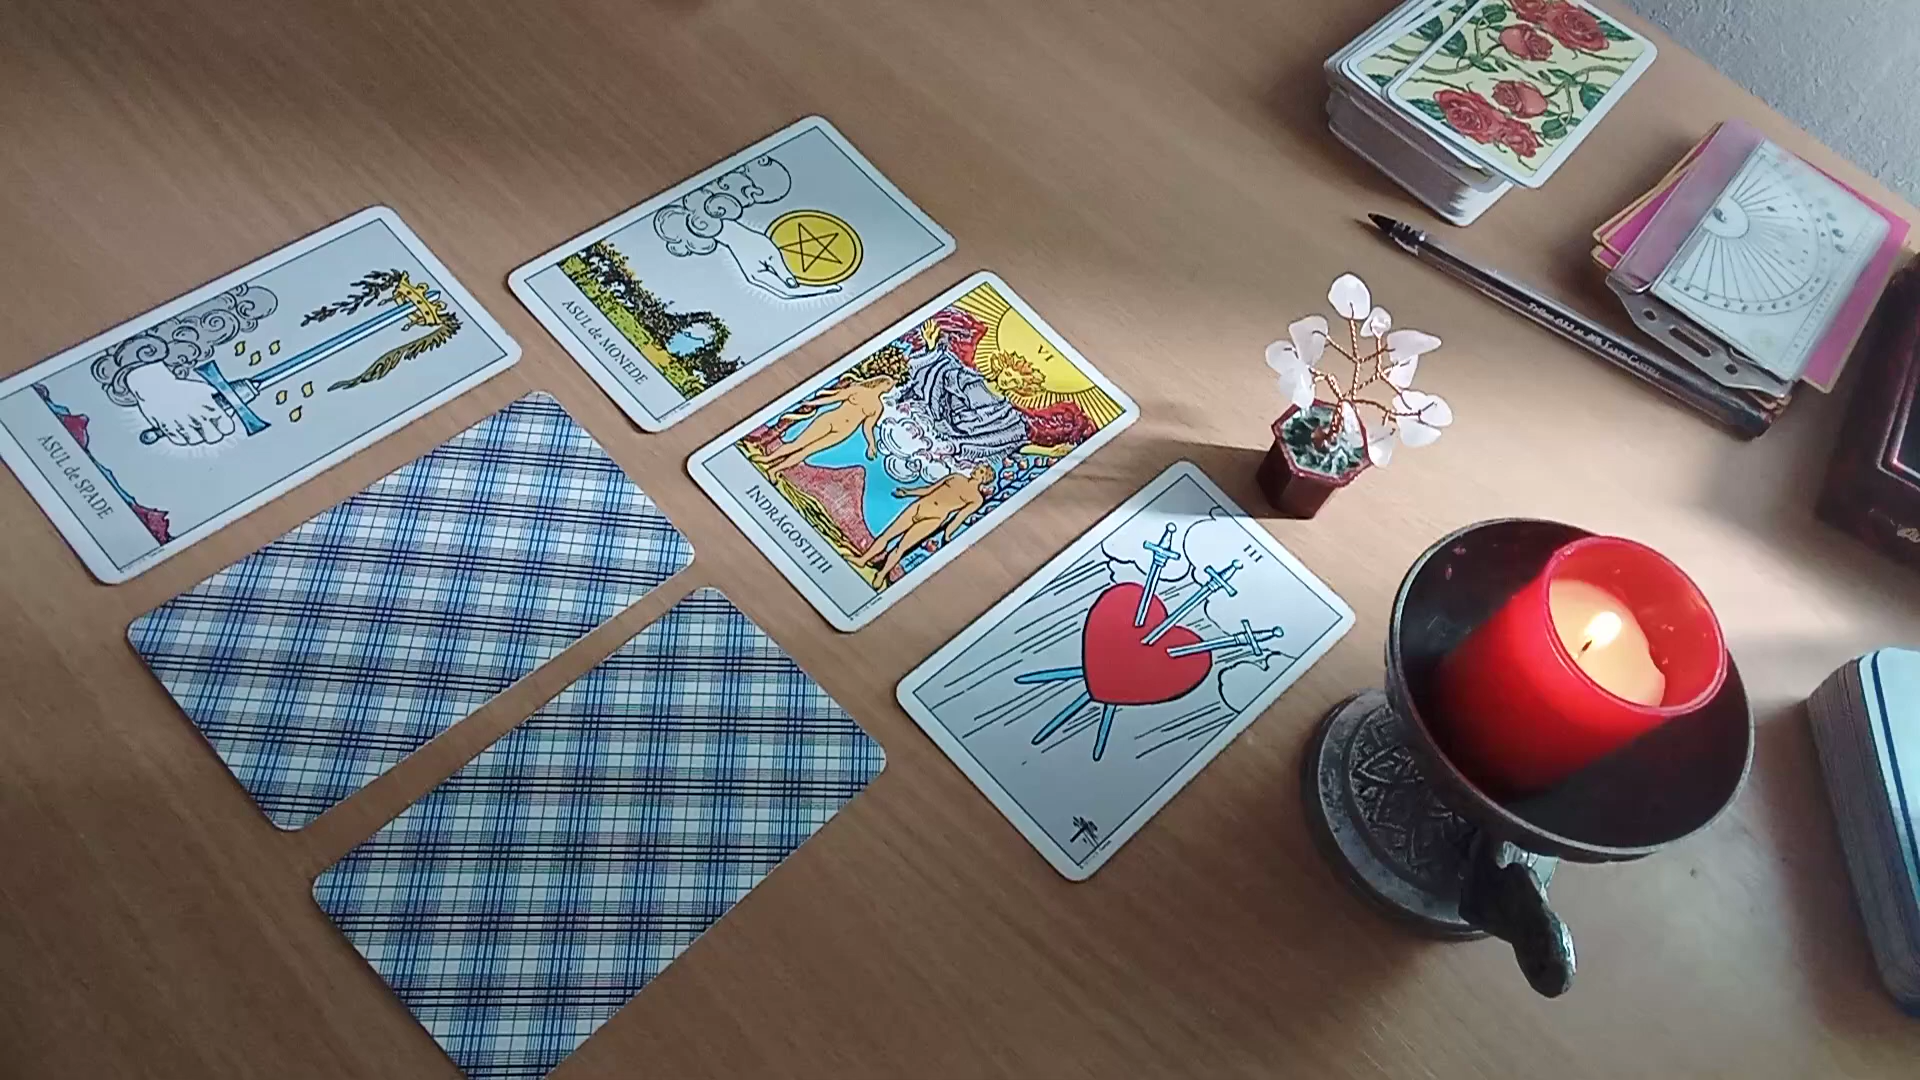 ASUL de SPADE
ASUL de MONEDE
VI
ÎNDRĂGOSTIȚII
III